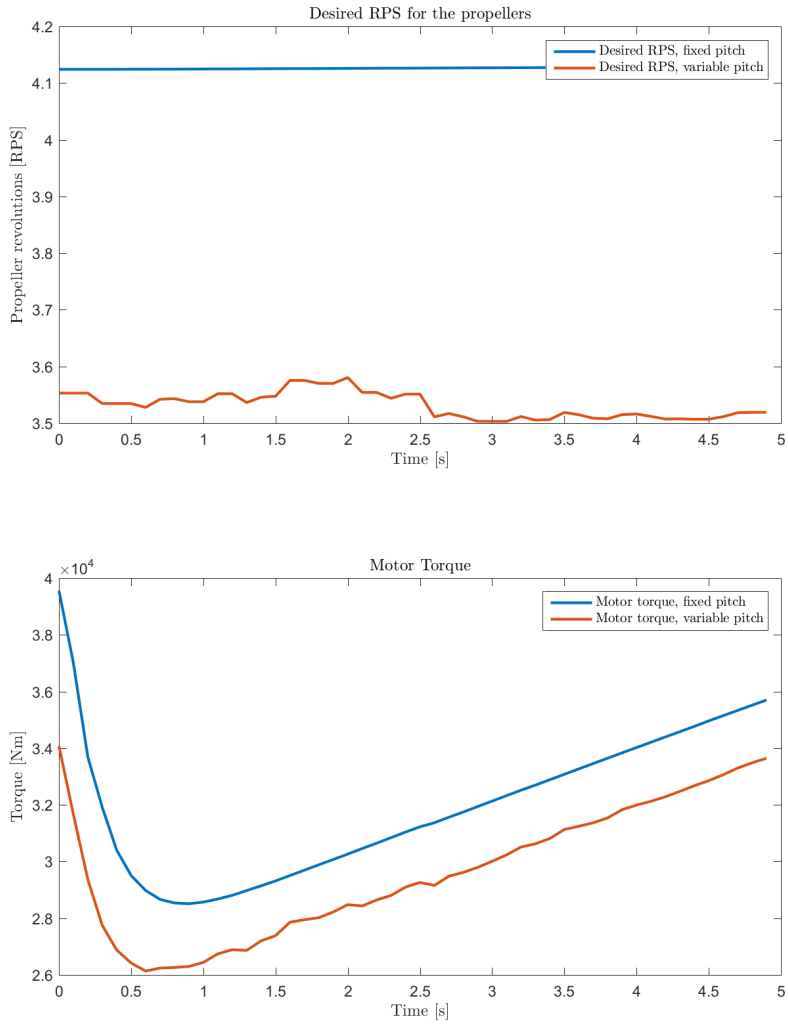 Desired RPS for the propellers
4.2
4.1
4
3.9
3.8
3.7
3.6
3.5
Propeller revolutions [RPS]
Desired RPS, fixed pitch
Desired RPS, variable pitch
0 0.5 1 1.5 2 2.5 3 3.5 4 4.5 5
Time [s]
Motor Torque
×10⁴
4
3.8
3.6
3.4
3.2
3
2.8
2.6
Torque [Nm]
Motor torque, fixed pitch
Motor torque, variable pitch
0 0.5 1 1.5 2 2.5 3 3.5 4 4.5 5
Time [s]